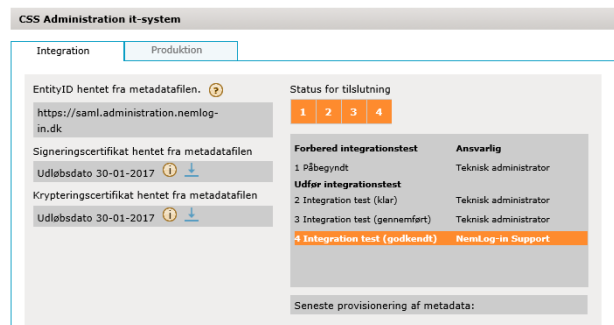 CSS Administration it-system
Integration
Produktion
EntityID hentet fra metadatafilen. ?
https://saml.administration.nemlog-
in.dk
Signeringscertifikat hentet fra metadatafilen
Udløbsdato 30-01-2017 i
Krypteringscertifikat hentet fra metadatafilen
Udløbsdato 30-01-2017 i
Status for tilslutning
1 2 3 4
Forbered integrationstest Ansvarlig
1 Påbegyndt Teknisk administrator
Udfør integrationstest
2 Integration test (klar) Teknisk administrator
3 Integration test (gennemført) Teknisk administrator
4 Integration test (godkendt) NemLog-in Support
Seneste provisionering af metadata: